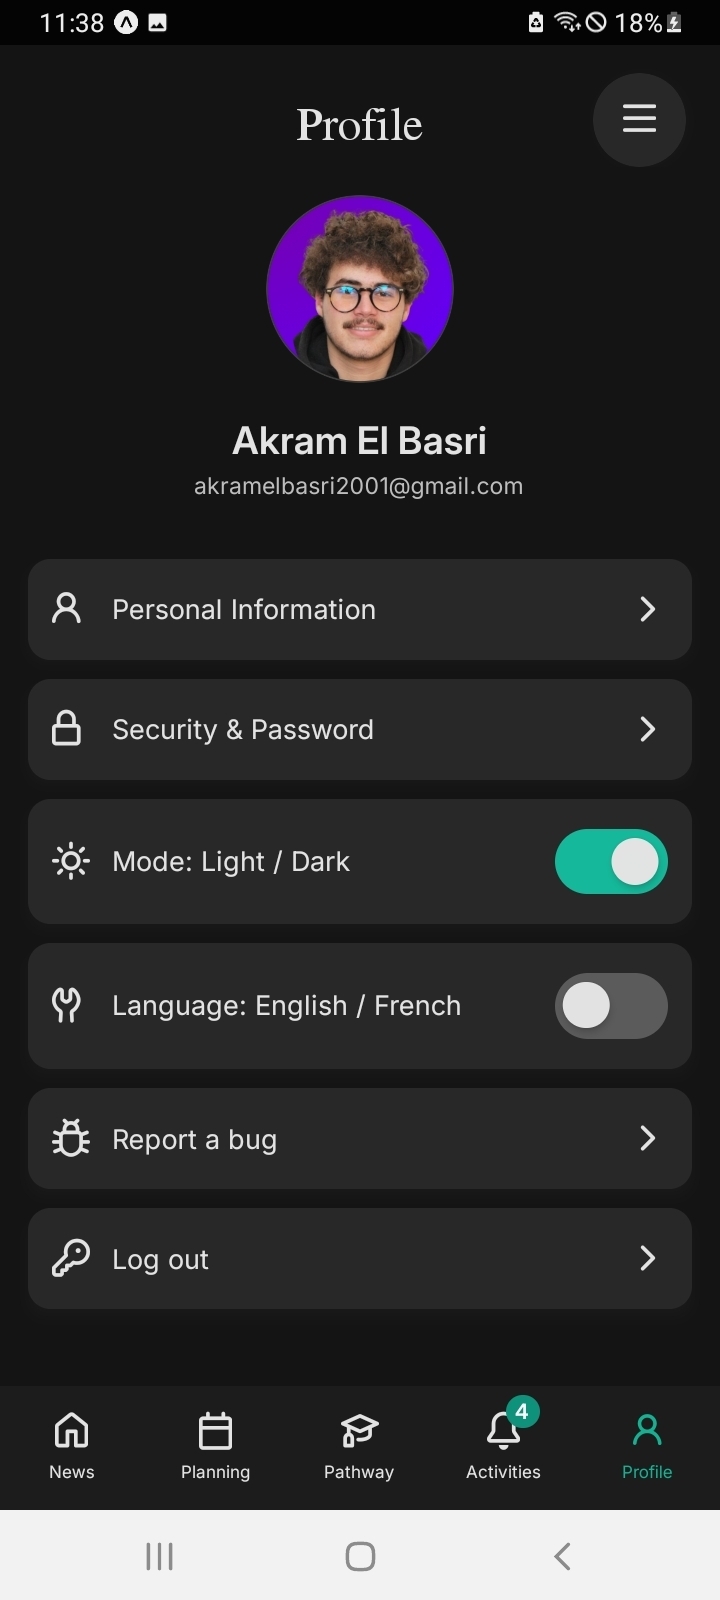 11:38 18%
Profile
Akram El Basri
akramelbasri2001@gmail.com
Personal Information
Security & Password
Mode: Light / Dark
Language: English / French
Report a bug
Log out
4
News Planning Pathway Activities Profile